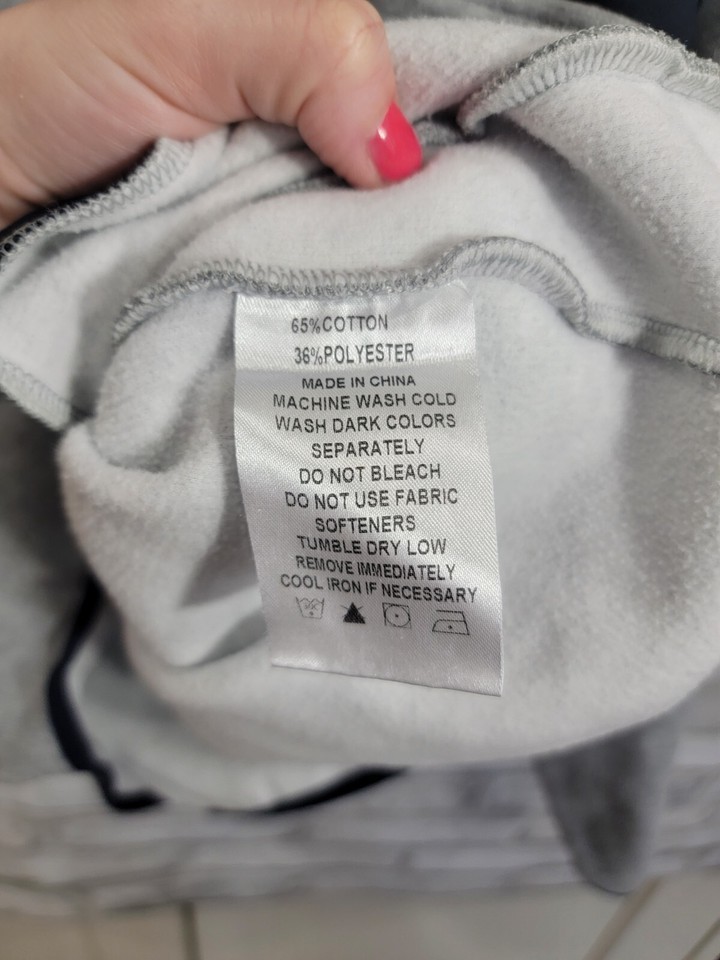 65%COTTON
36%POLYESTER
MADE IN CHINA
MACHINE WASH COLD
WASH DARK COLORS
SEPARATELY
DO NOT BLEACH
DO NOT USE FABRIC
SOFTENERS
TUMBLE DRY LOW
REMOVE IMMEDIATELY
COOL IRON IF NECESSARY